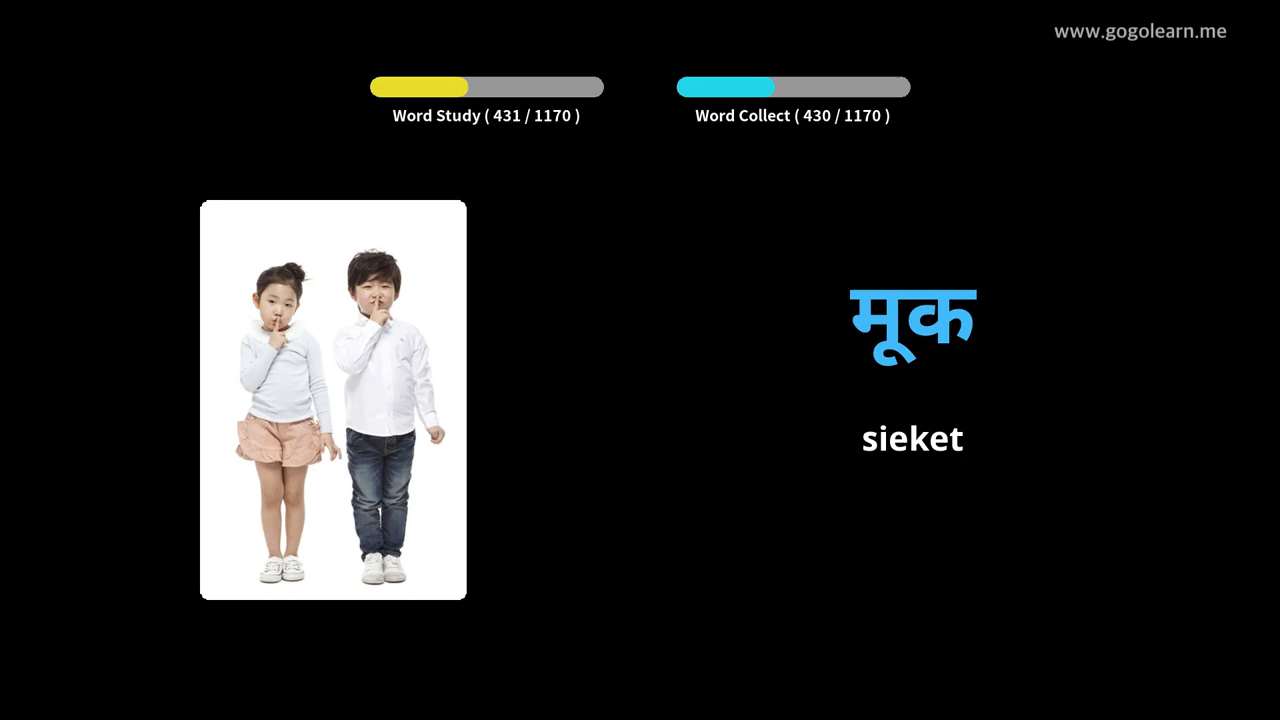 www.gogolearn.me
Word Study ( 431 / 1170 )
Word Collect ( 430 / 1170 )
मूक
sieket